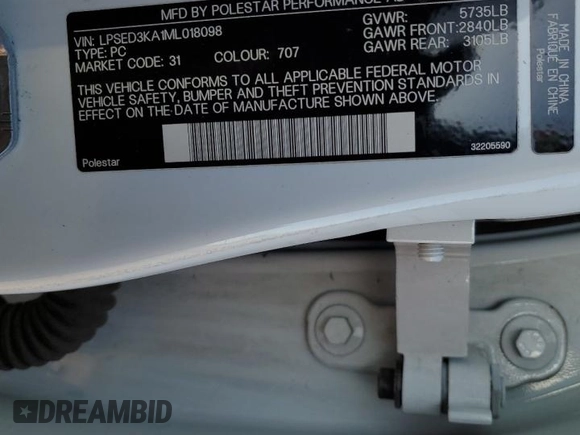 MFD BY POLESTAR PERFORMANCE
VIN: LPSED3KA1ML018098
TYPE: PC
MARKET CODE: 31 COLOUR: 707
GVWR: 5735LB
GAWR FRONT:2840LB
GAWR REAR: 3105LB
THIS VEHICLE CONFORMS TO ALL APPLICABLE FEDERAL MOTOR
VEHICLE SAFETY, BUMPER AND THEFT PREVENTION STANDARDS IN
EFFECT ON THE DATE OF MANUFACTURE SHOWN ABOVE.
Polestar
32205590
MADE IN CHINA
FABRIQUÉ EN CHINE
Polestar
DREAMBID